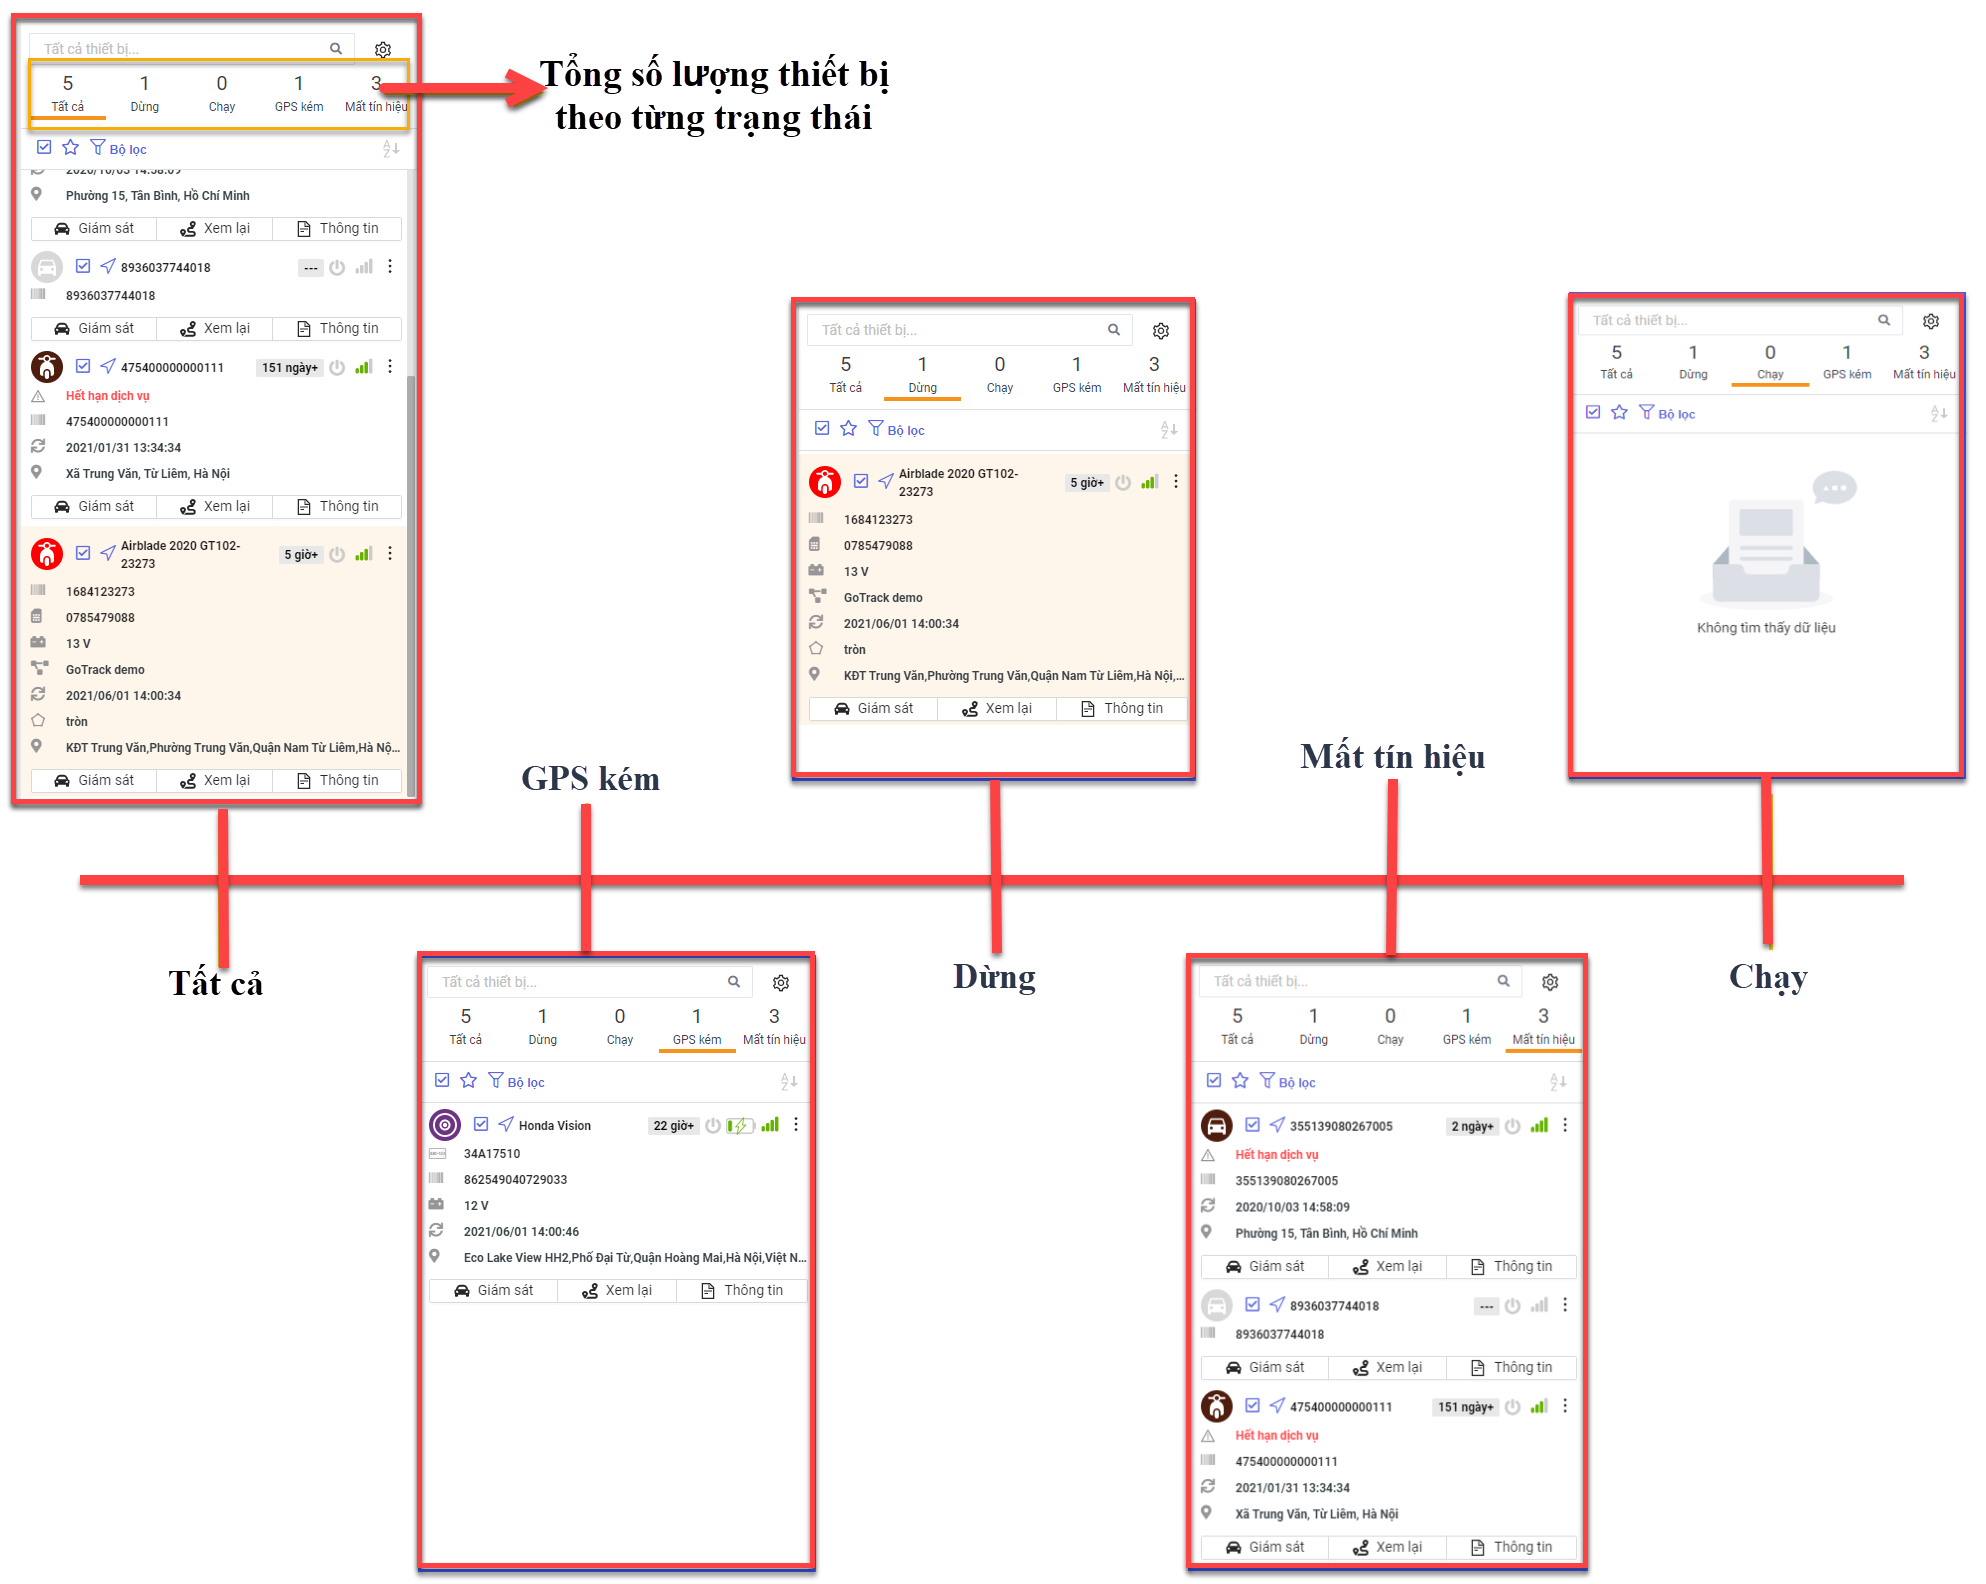 Tất cả thiết bị...
5 1 0 1 3
Tất cả Dừng Chạy GPS kém Mất tín hiệu
Tổng số lượng thiết bị
theo từng trạng thái
Bộ lọc
2020/10/03 14:58:09
Phường 15, Tân Bình, Hồ Chí Minh
Giám sát Xem lại Thông tin
8936037744018 ---
8936037744018
Giám sát Xem lại Thông tin
475400000000111 151 ngày+
Hết hạn dịch vụ
475400000000111
2021/01/31 13:34:34
Xã Trung Văn, Từ Liêm, Hà Nội
Giám sát Xem lại Thông tin
Airblade 2020 GT102-
23273 5 giờ+
1684123273
0785479088
13 V
GoTrack demo
2021/06/01 14:00:34
tròn
KĐT Trung Văn,Phường Trung Văn,Quận Nam Từ Liêm,Hà Nộ...
Giám sát Xem lại Thông tin
Tất cả
GPS kém
Tất cả thiết bị...
5 1 0 1 3
Tất cả Dừng Chạy GPS kém Mất tín hiệu
Bộ lọc
Honda Vision 22 giờ+
34A17510
862549040729033
12 V
2021/06/01 14:00:46
Eco Lake View HH2,Phố Đại Từ,Quận Hoàng Mai,Hà Nội,Việt N...
Giám sát Xem lại Thông tin
Tất cả thiết bị...
5 1 0 1 3
Tất cả Dừng Chạy GPS kém Mất tín hiệu
Bộ lọc
Airblade 2020 GT102-
23273 5 giờ+
1684123273
0785479088
13 V
GoTrack demo
2021/06/01 14:00:34
tròn
KĐT Trung Văn,Phường Trung Văn,Quận Nam Từ Liêm,Hà Nội,...
Giám sát Xem lại Thông tin
Dừng
Mất tín hiệu
Tất cả thiết bị...
5 1 0 1 3
Tất cả Dừng Chạy GPS kém Mất tín hiệu
Bộ lọc
355139080267005 2 ngày+
Hết hạn dịch vụ
355139080267005
2020/10/03 14:58:09
Phường 15, Tân Bình, Hồ Chí Minh
Giám sát Xem lại Thông tin
8936037744018 ---
8936037744018
Giám sát Xem lại Thông tin
475400000000111 151 ngày+
Hết hạn dịch vụ
475400000000111
2021/01/31 13:34:34
Xã Trung Văn, Từ Liêm, Hà Nội
Giám sát Xem lại Thông tin
Tất cả thiết bị...
5 1 0 1 3
Tất cả Dừng Chạy GPS kém Mất tín hiệu
Bộ lọc
Không tìm thấy dữ liệu
Chạy